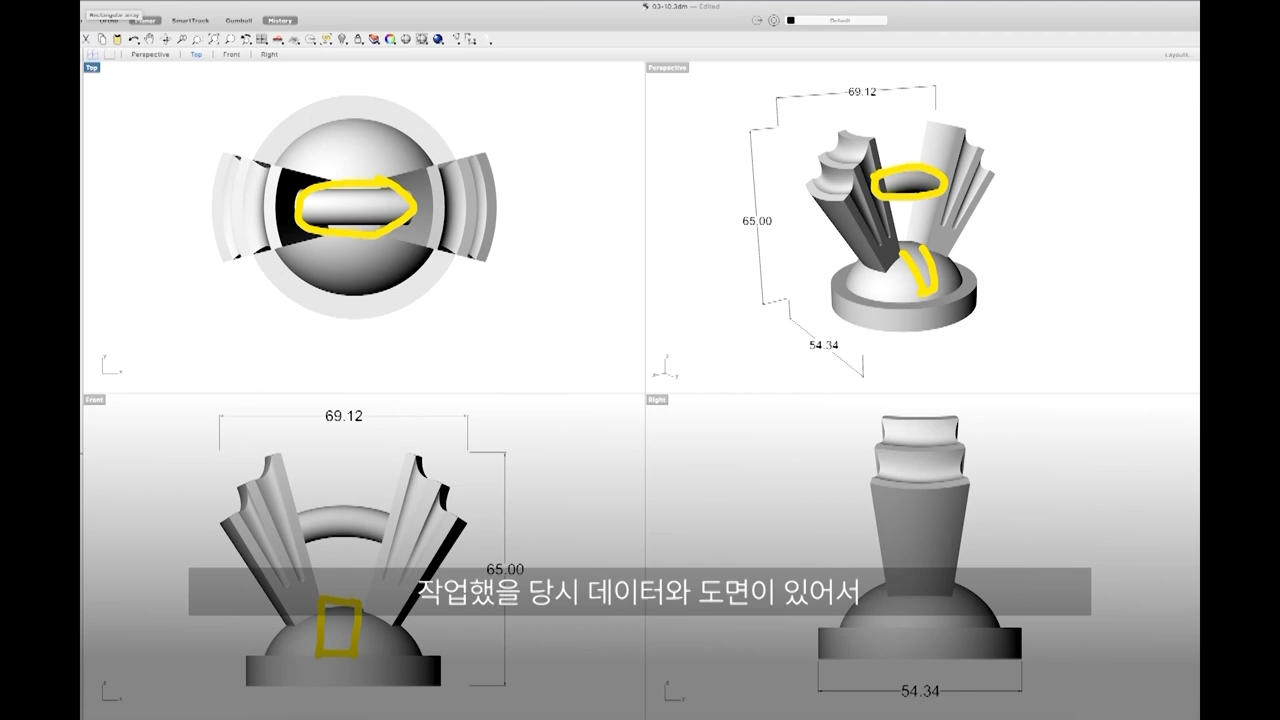 03-10.3dm — Edited
Rectangular array
SmartTrack
Gumball
History
Default
Perspective
Top
Front
Right
Layouts...
Top
Perspective
69.12
65.00
54.34
Front
69.12
65.00
Right
54.34
작업했을 당시 데이터와 도면이 있어서